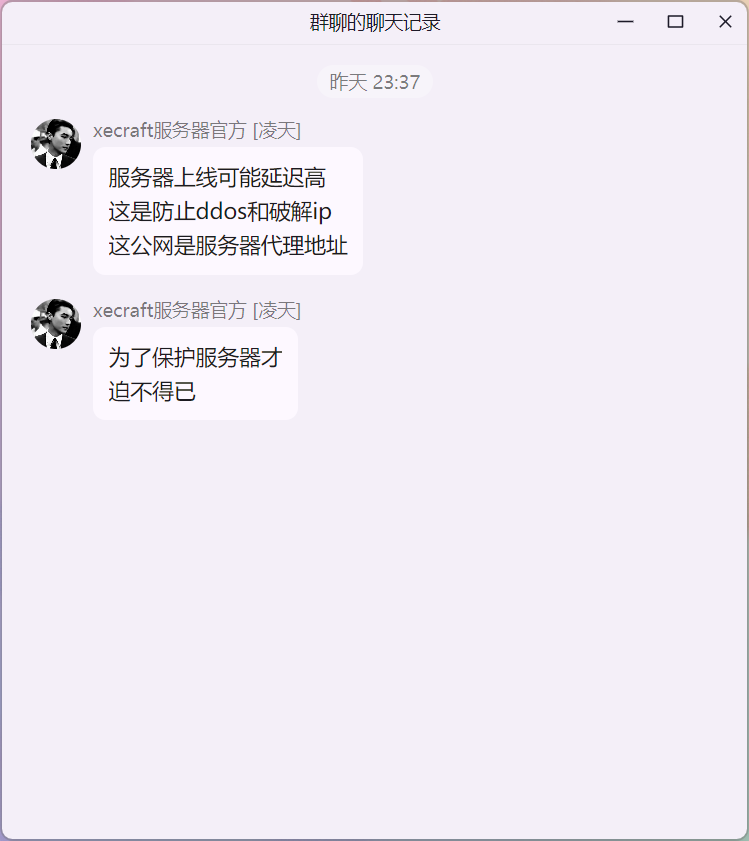 群聊的聊天记录
昨天 23:37
xecraft服务器官方 [凌天]
服务器上线可能延迟高
这是防止ddos和破解ip
这公网是服务器代理地址
xecraft服务器官方 [凌天]
为了保护服务器才
迫不得已